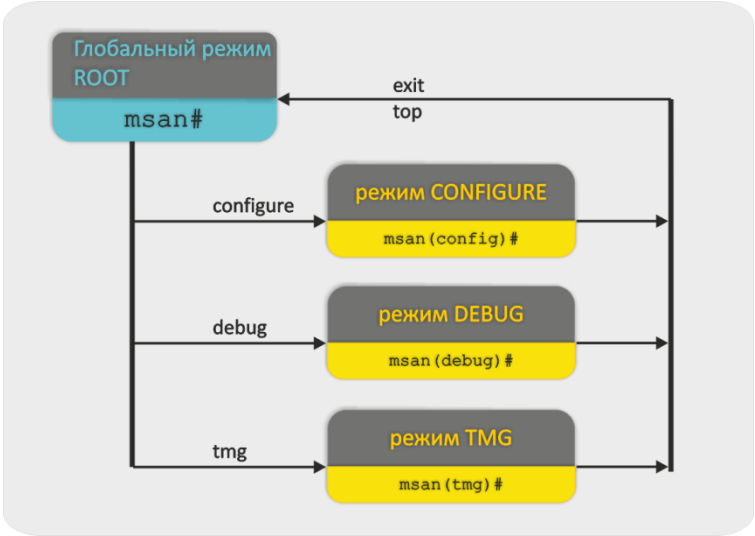 Глобальный режим
ROOT
msan#
exit
top
configure
режим CONFIGURE
msan(config)#
debug
режим DEBUG
msan(debug)#
tmg
режим TMG
msan(tmg)#